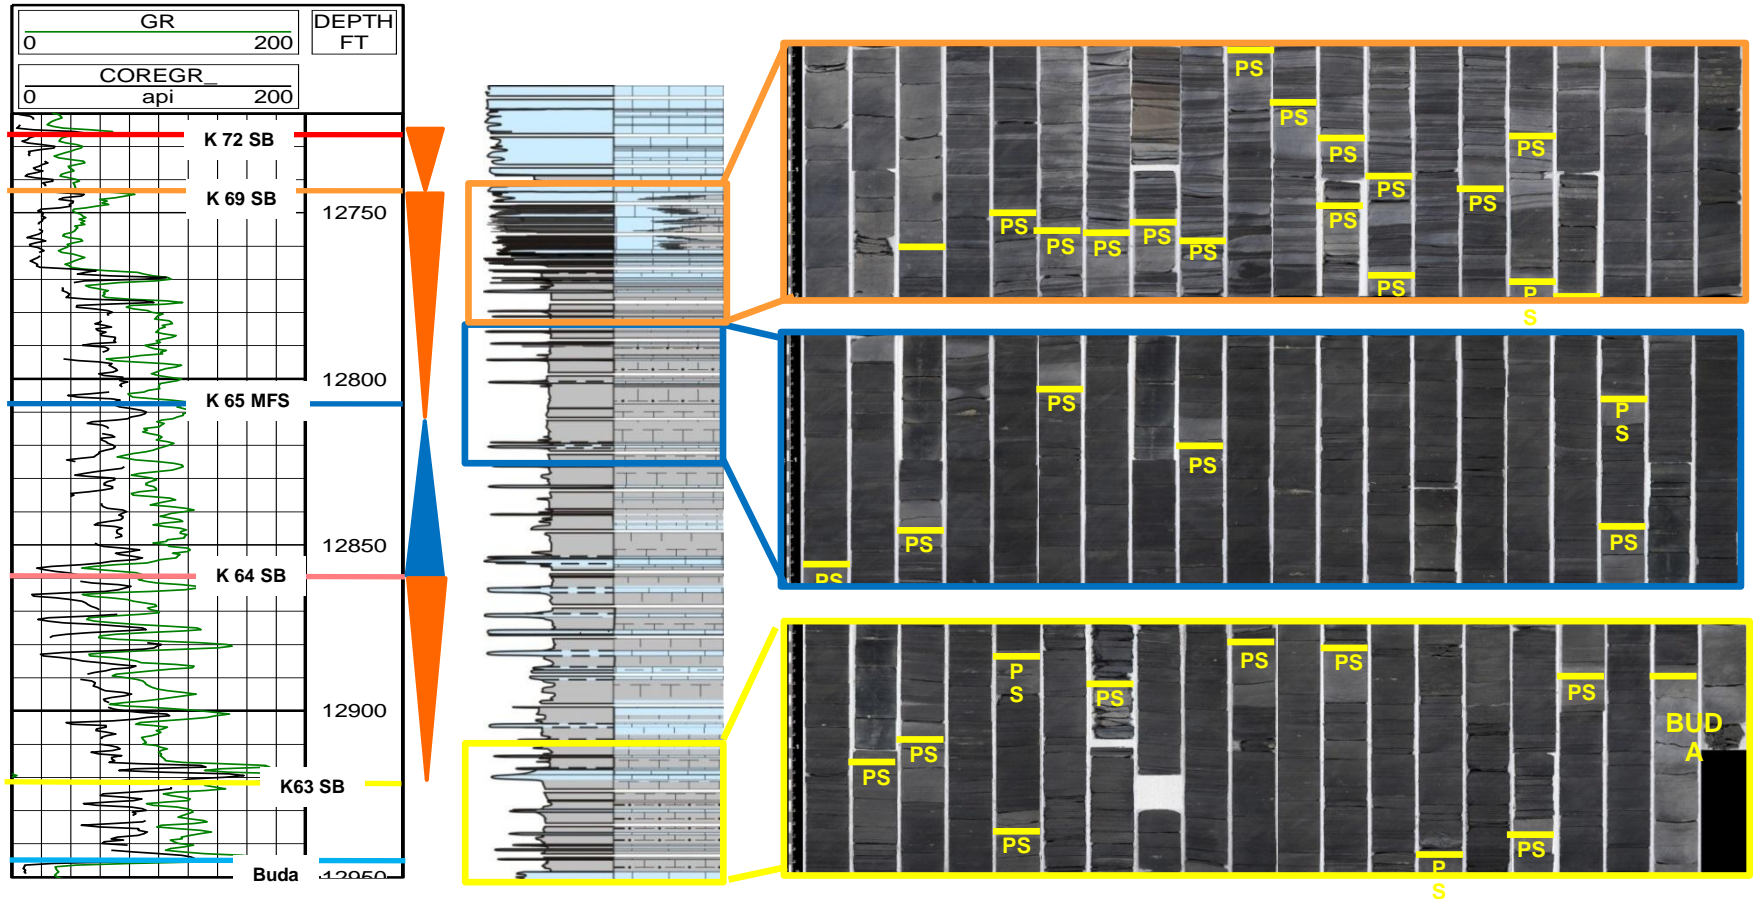 GR
0 200
DEPTH
FT
COREGR_
0 api 200
K 72 SB
K 69 SB
12750
12800
K 65 MFS
12850
K 64 SB
12900
K63 SB
Buda
12950
PS
PS
PS
PS
PS
PS
PS
PS
PS
PS
PS
PS
PS
PS
P
S
PS
PS
P
S
PS
PS
PS
PS
PS
PS
P
S
PS
PS
PS
PS
BUD
A
PS
PS
PS
P
S